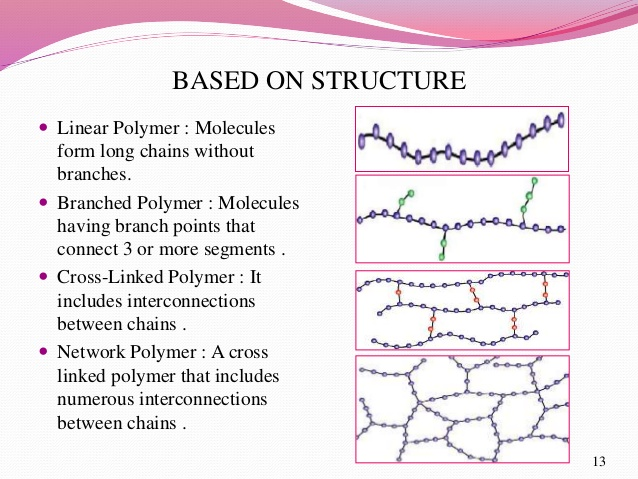 BASED ON STRUCTURE
• Linear Polymer : Molecules
form long chains without
branches.
• Branched Polymer : Molecules
having branch points that
connect 3 or more segments .
• Cross-Linked Polymer : It
includes interconnections
between chains .
• Network Polymer : A cross
linked polymer that includes
numerous interconnections
between chains .
13